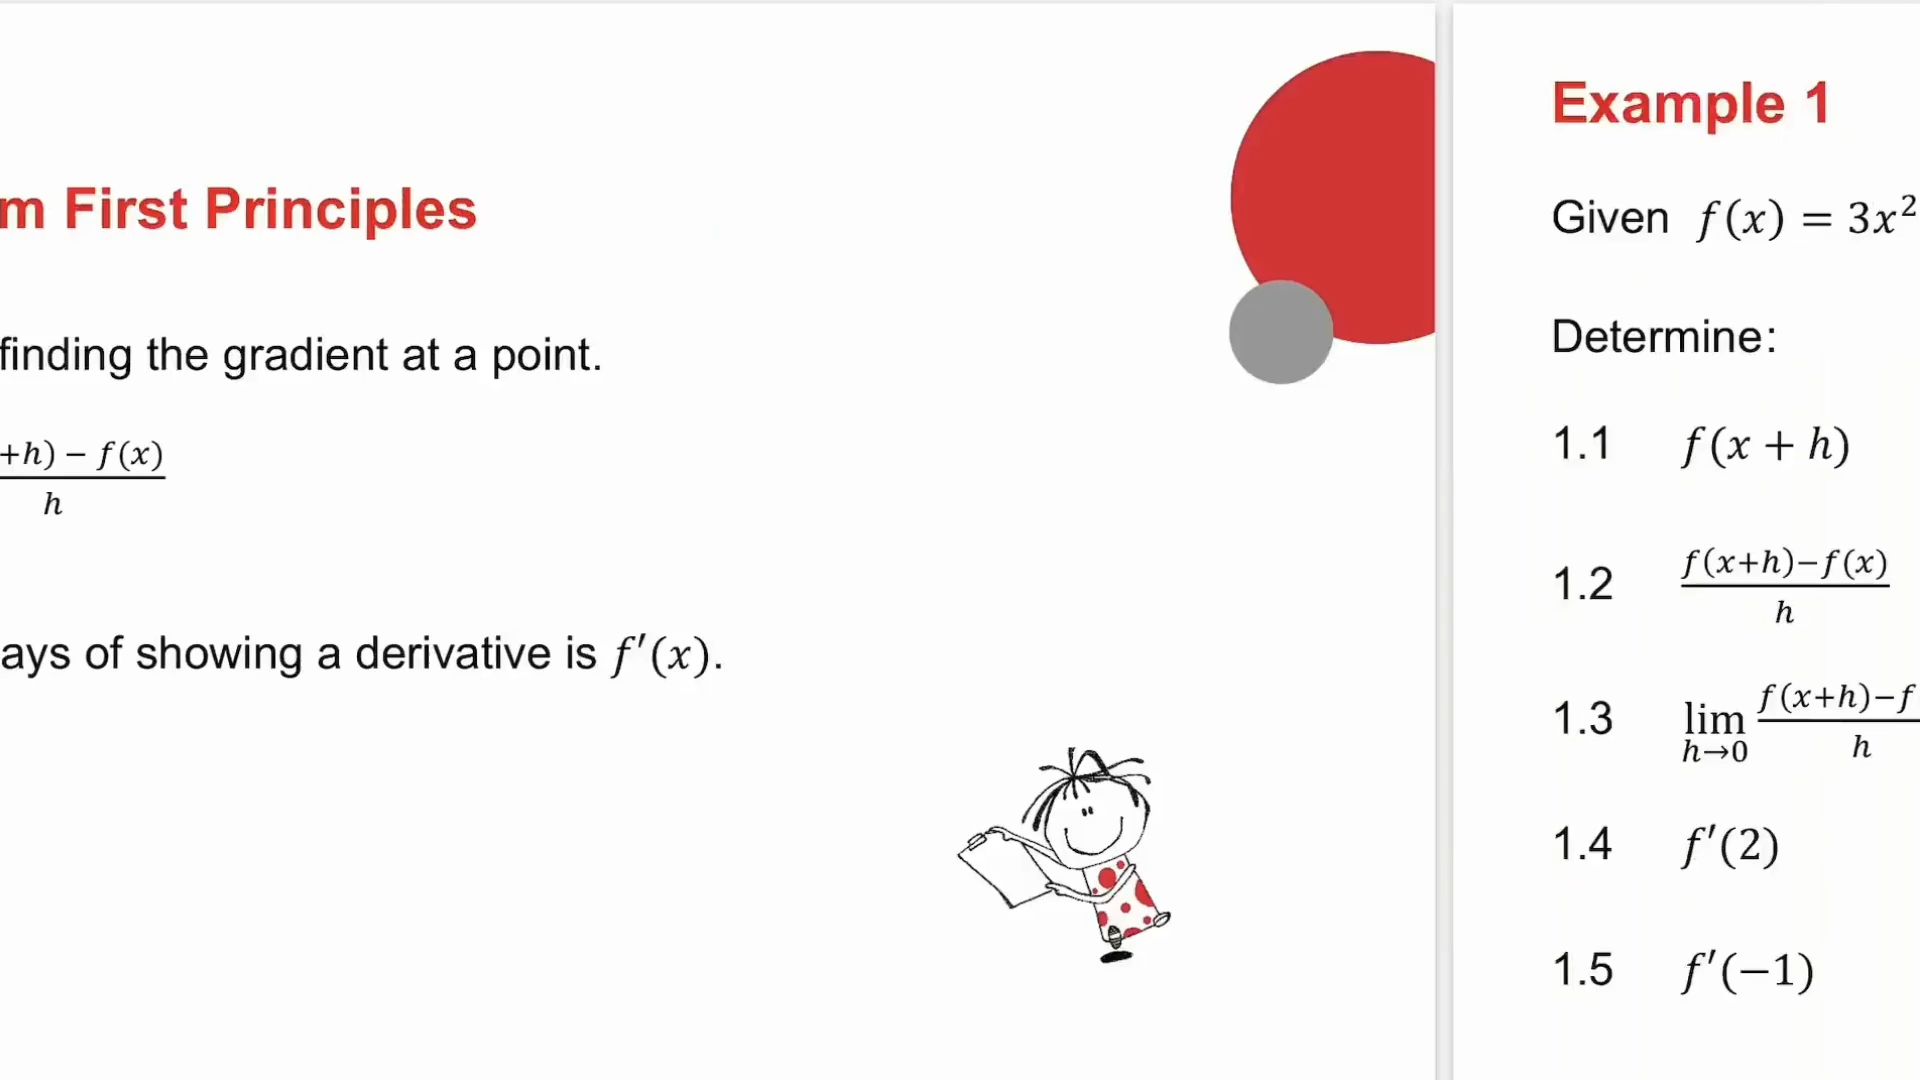 m First Principles
finding the gradient at a point.
+h) − f(x)
h
ays of showing a derivative is f′(x).
Example 1
Given f(x) = 3x²
Determine:
1.1 f(x + h)
1.2 f(x+h)−f(x)
h
1.3 lim h→0 f(x+h)−f
h
1.4 f′(2)
1.5 f′(−1)